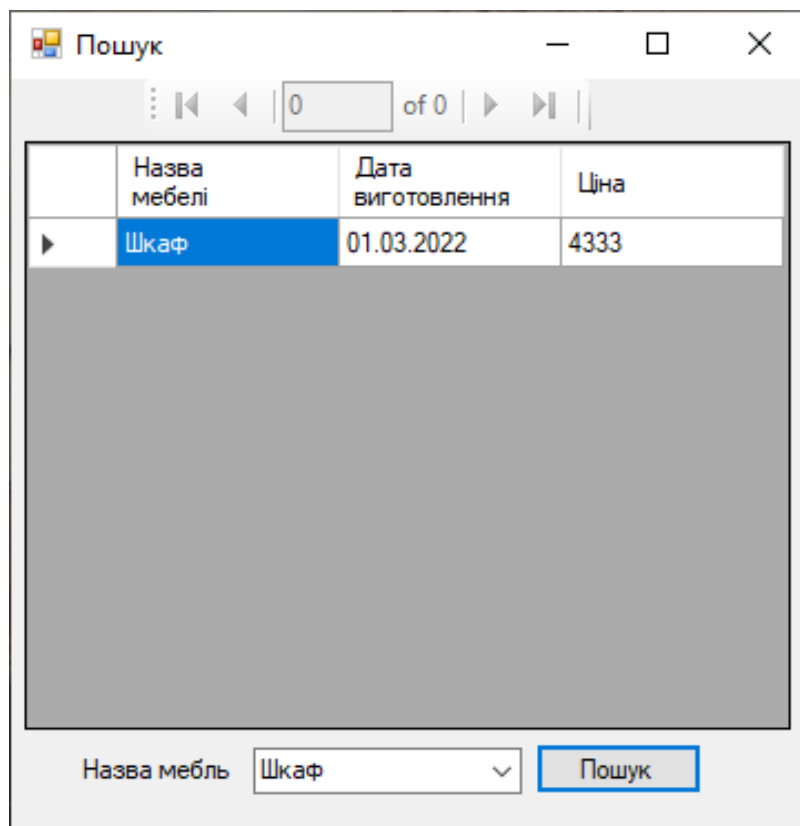 Пошук
0 of 0
Назва мебелі Дата виготовлення Ціна
Шкаф 01.03.2022 4333
Назва мебль Шкаф Пошук